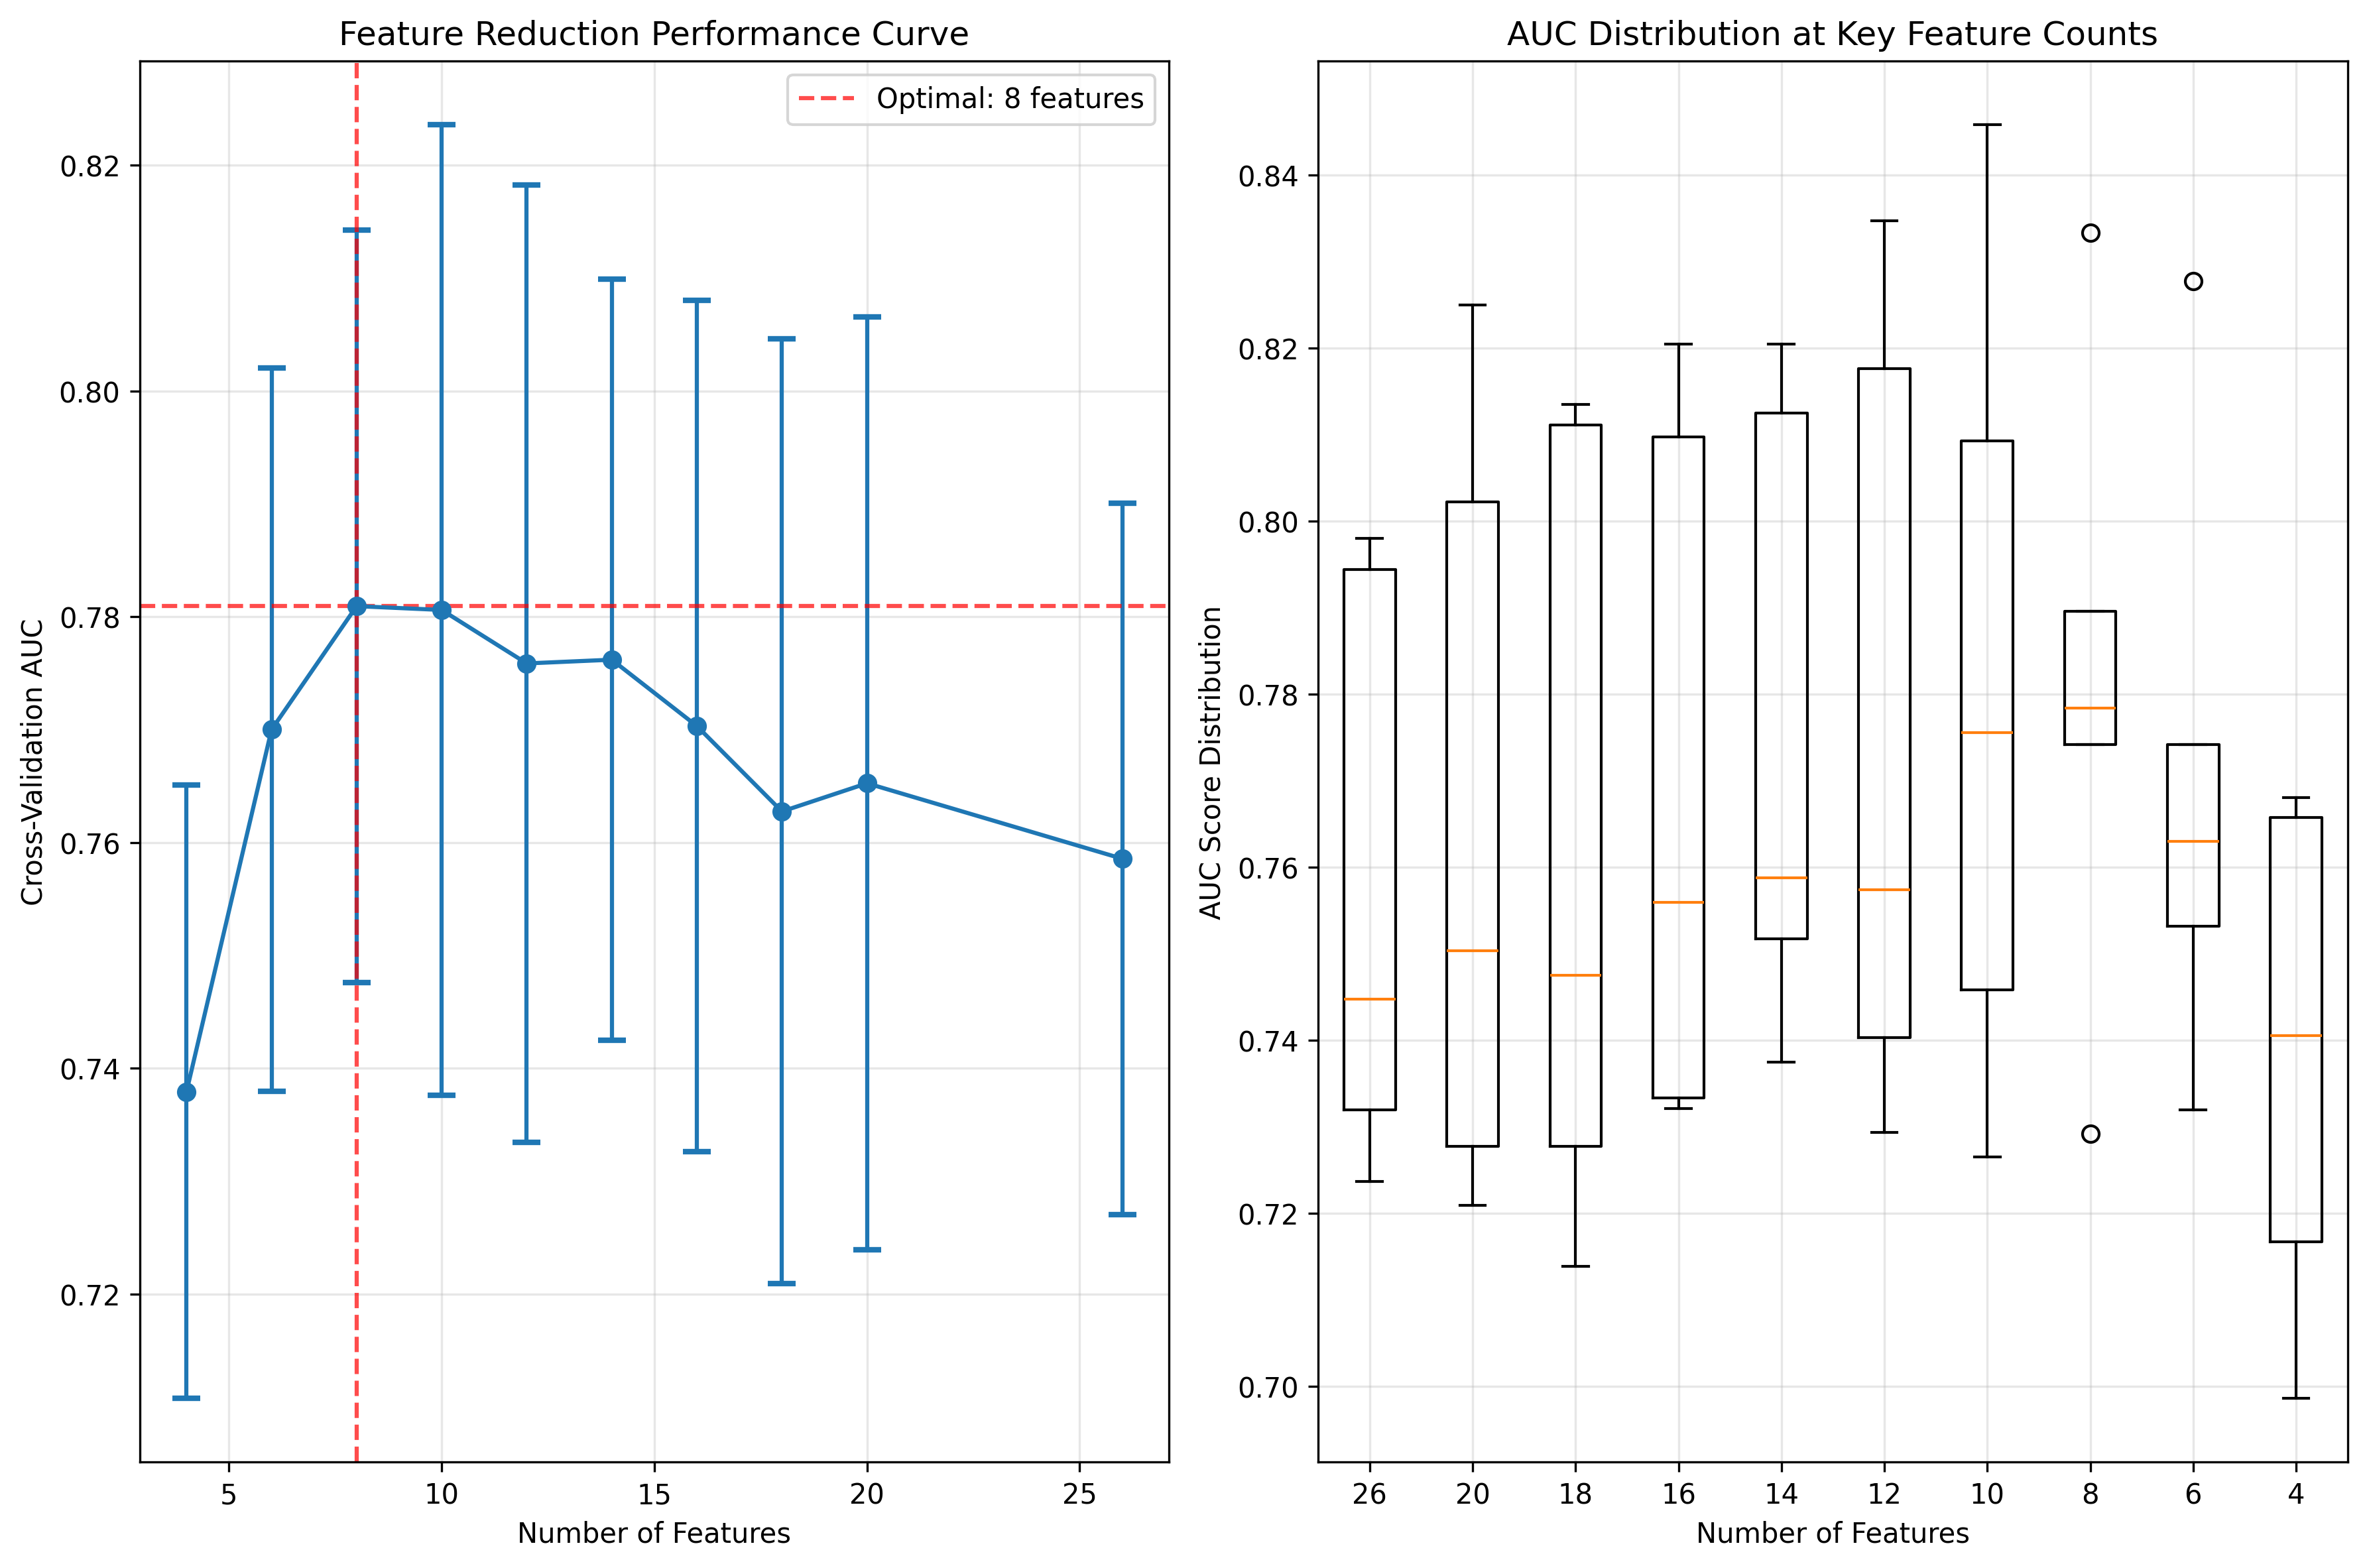 Feature Reduction Performance Curve
Optimal: 8 features
Cross-Validation AUC
0.82
0.80
0.78
0.76
0.74
0.72
5 10 15 20 25
Number of Features
AUC Distribution at Key Feature Counts
AUC Score Distribution
0.84
0.82
0.80
0.78
0.76
0.74
0.72
0.70
26 20 18 16 14 12 10 8 6 4
Number of Features